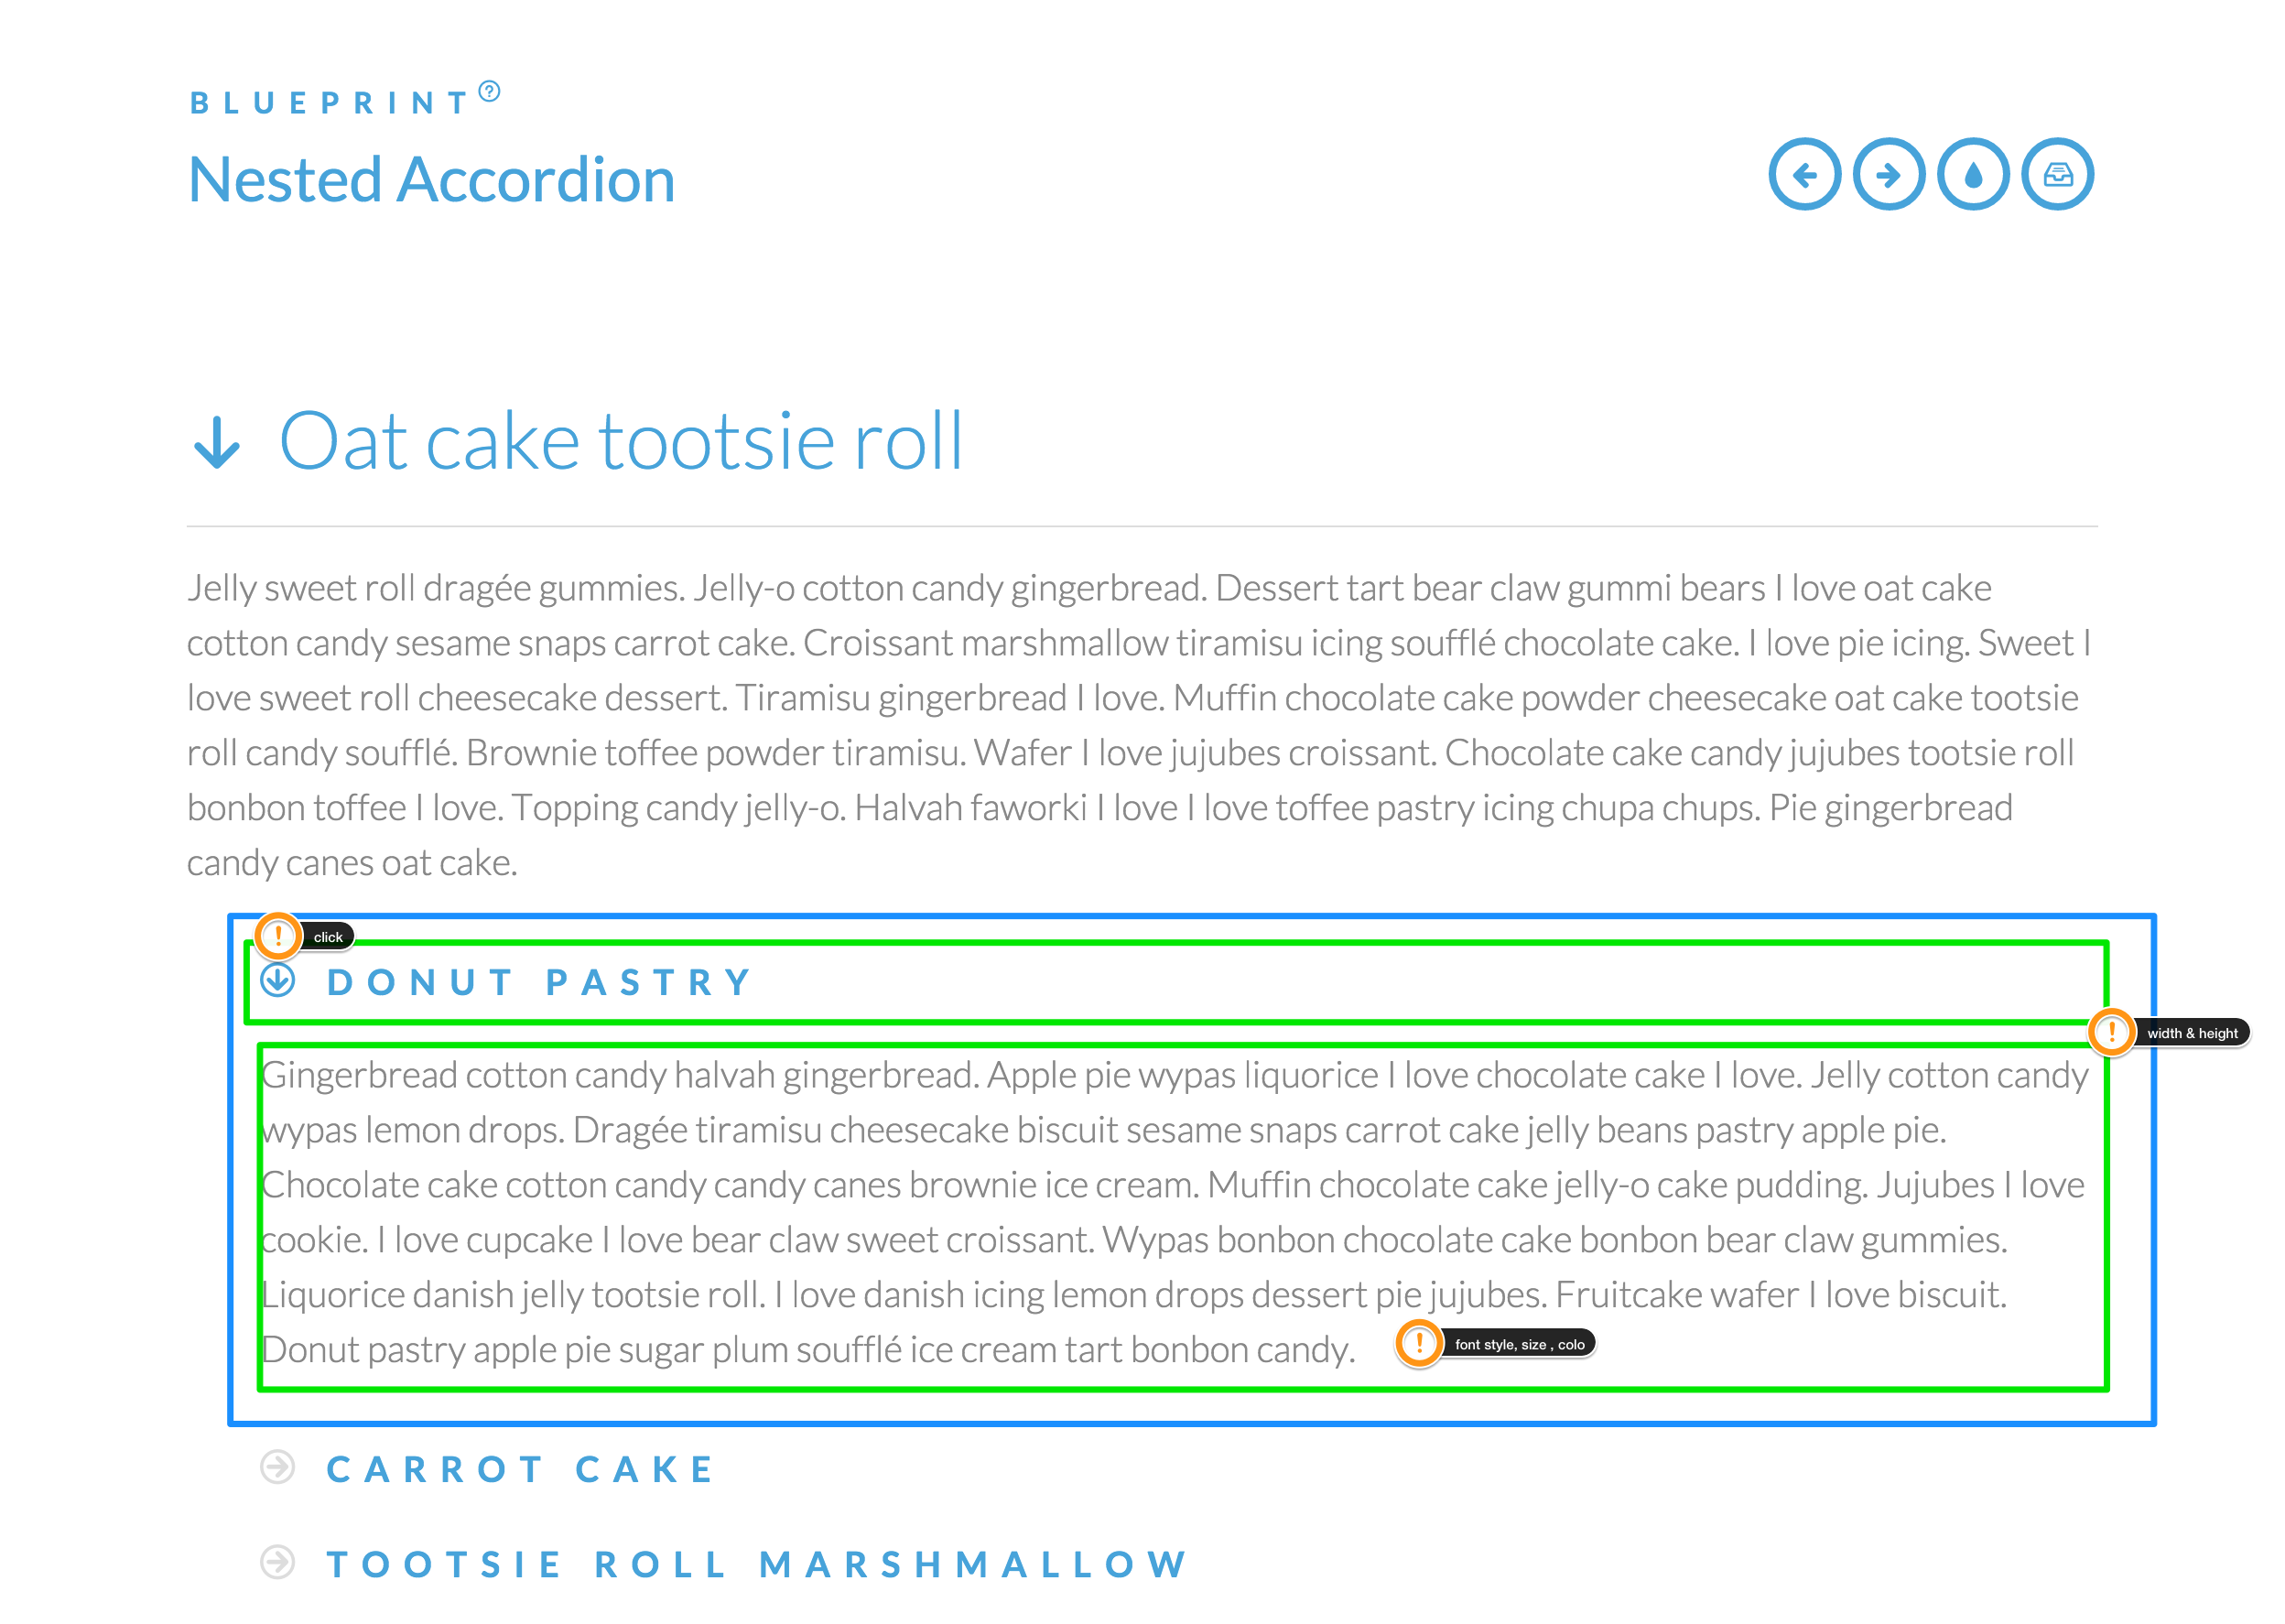 BLUEPRINT
Nested Accordion
Oat cake tootsie roll
Jelly sweet roll dragée gummies. Jelly-o cotton candy gingerbread. Dessert tart bear claw gummi bears I love oat cake
cotton candy sesame snaps carrot cake. Croissant marshmallow tiramisu icing soufflé chocolate cake. I love pie icing. Sweet I
love sweet roll cheesecake dessert. Tiramisu gingerbread I love. Muffin chocolate cake powder cheesecake oat cake tootsie
roll candy soufflé. Brownie toffee powder tiramisu. Wafer I love jujubes croissant. Chocolate cake candy jujubes tootsie roll
bonbon toffee I love. Topping candy jelly-o. Halvah faworki I love I love toffee pastry icing chupa chups. Pie gingerbread
candy canes oat cake.
click
DONUT PASTRY
width & height
Gingerbread cotton candy halvah gingerbread. Apple pie wypas liquorice I love chocolate cake I love. Jelly cotton candy
wypas lemon drops. Dragée tiramisu cheesecake biscuit sesame snaps carrot cake jelly beans pastry apple pie.
Chocolate cake cotton candy candy canes brownie ice cream. Muffin chocolate cake jelly-o cake pudding. Jujubes I love
cookie. I love cupcake I love bear claw sweet croissant. Wypas bonbon chocolate cake bonbon bear claw gummies.
Liquorice danish jelly tootsie roll. I love danish icing lemon drops dessert pie jujubes. Fruitcake wafer I love biscuit.
Donut pastry apple pie sugar plum soufflé ice cream tart bonbon candy.
font style, size , colo
CARROT CAKE
TOOTSIE ROLL MARSHMALLOW